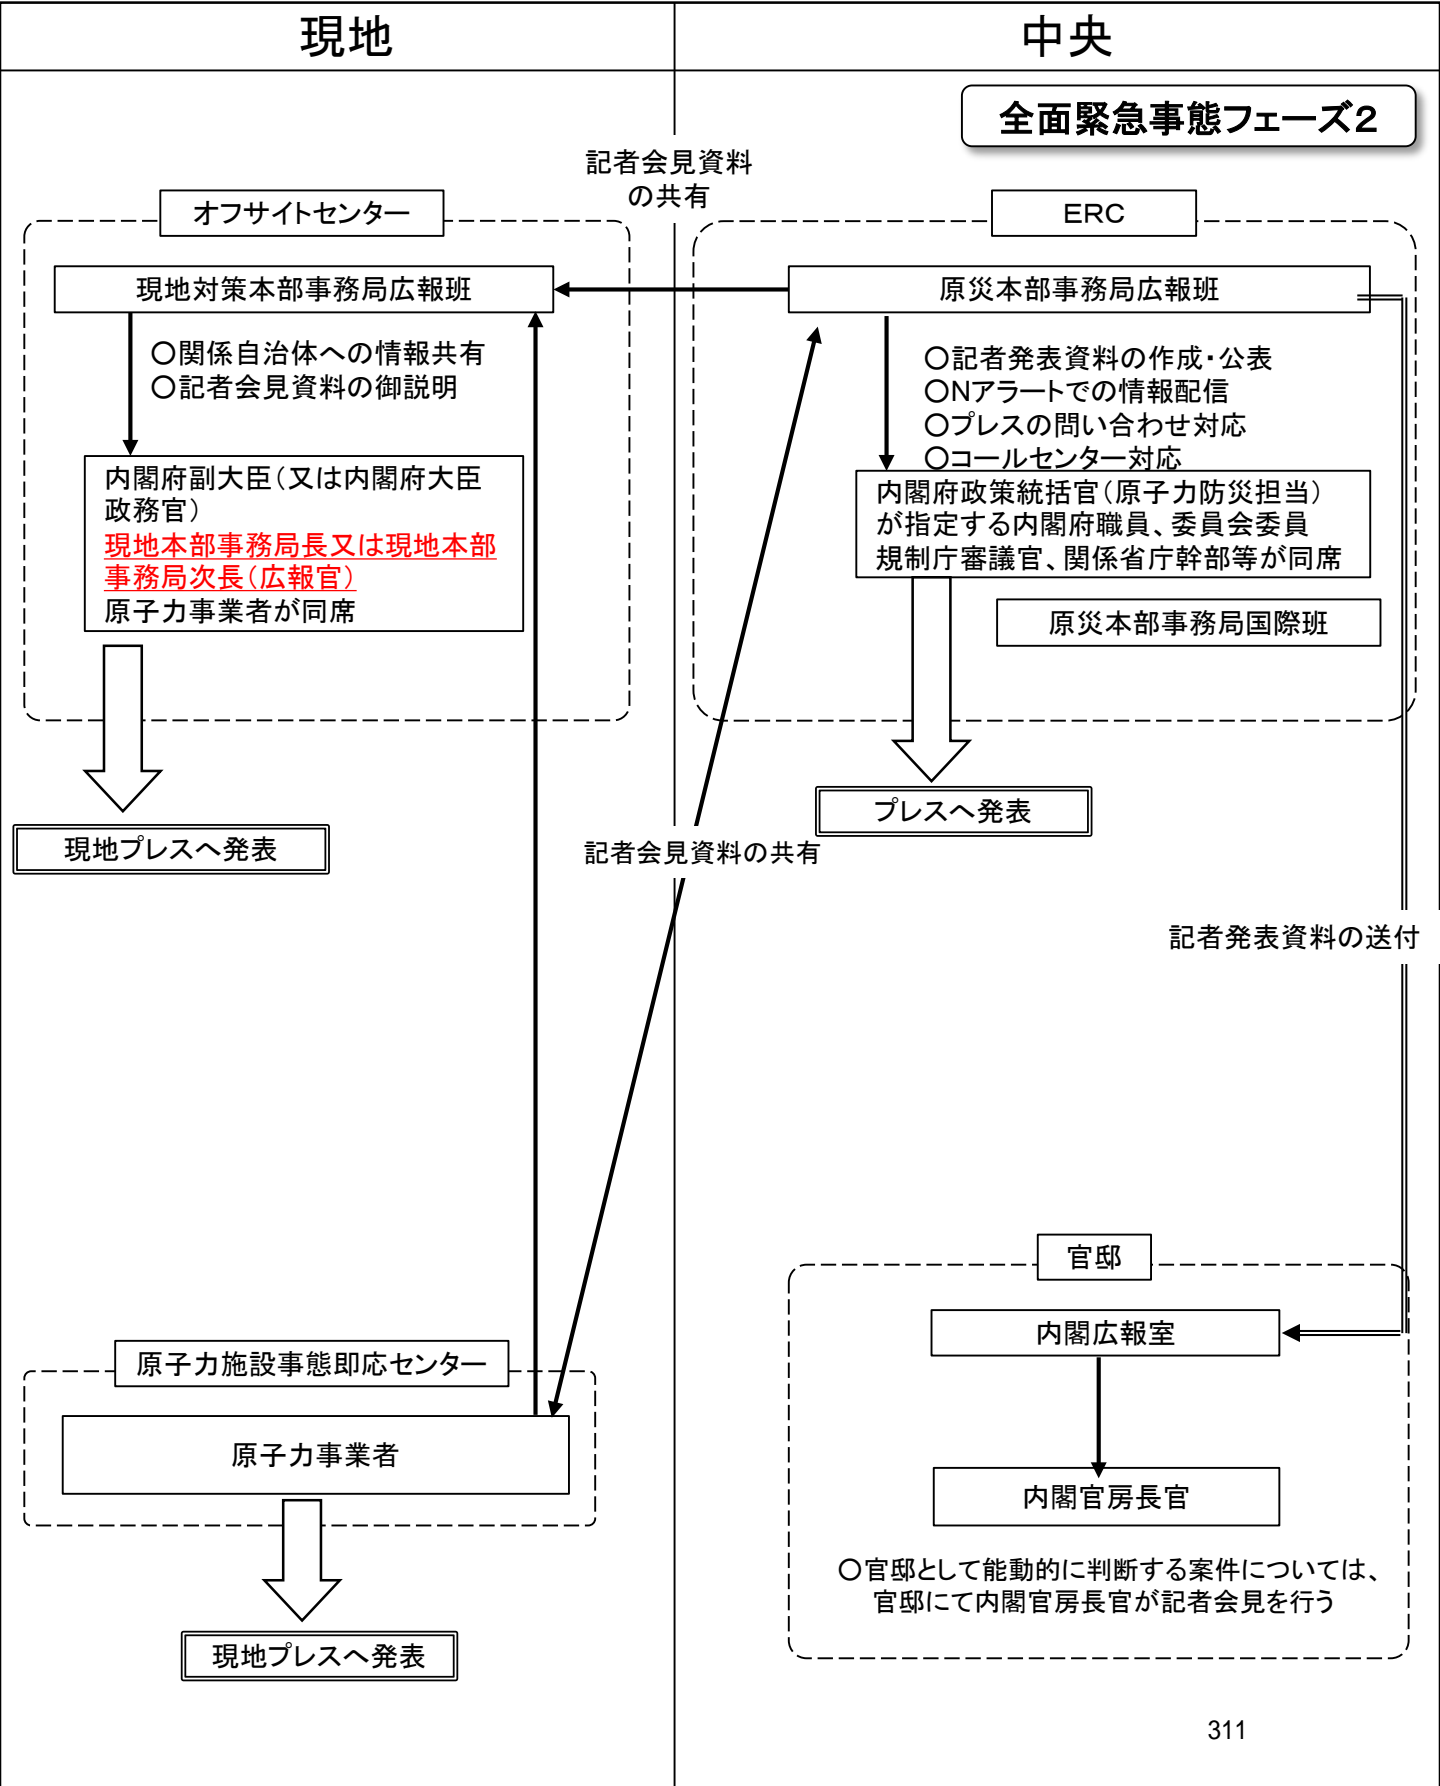 現地
中央
全面緊急事態フェーズ2
記者会見資料
の共有
オフサイトセンター
ERC
現地対策本部事務局広報班
原災本部事務局広報班
○関係自治体への情報共有
○記者会見資料の御説明
○記者発表資料の作成・公表
○Nアラートでの情報配信
○プレスの問い合わせ対応
○コールセンター対応
内閣府副大臣(又は内閣府大臣
政務官)
現地本部事務局長又は現地本部
事務局次長(広報官)
原子力事業者が同席
内閣府政策統括官(原子力防災担当)
が指定する内閣府職員、委員会委員
規制庁審議官、関係省庁幹部等が同席
原災本部事務局国際班
プレスへ発表
現地プレスへ発表
記者会見資料の共有
記者発表資料の送付
官邸
内閣広報室
原子力施設事態即応センター
原子力事業者
内閣官房長官
○官邸として能動的に判断する案件については、
官邸にて内閣官房長官が記者会見を行う
現地プレスへ発表
311